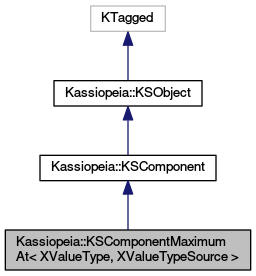 KTagged
Kassiopeia::KSObject
Kassiopeia::KSComponent
Kassiopeia::KSComponentMaximum
At< XValueType, XValueTypeSource >